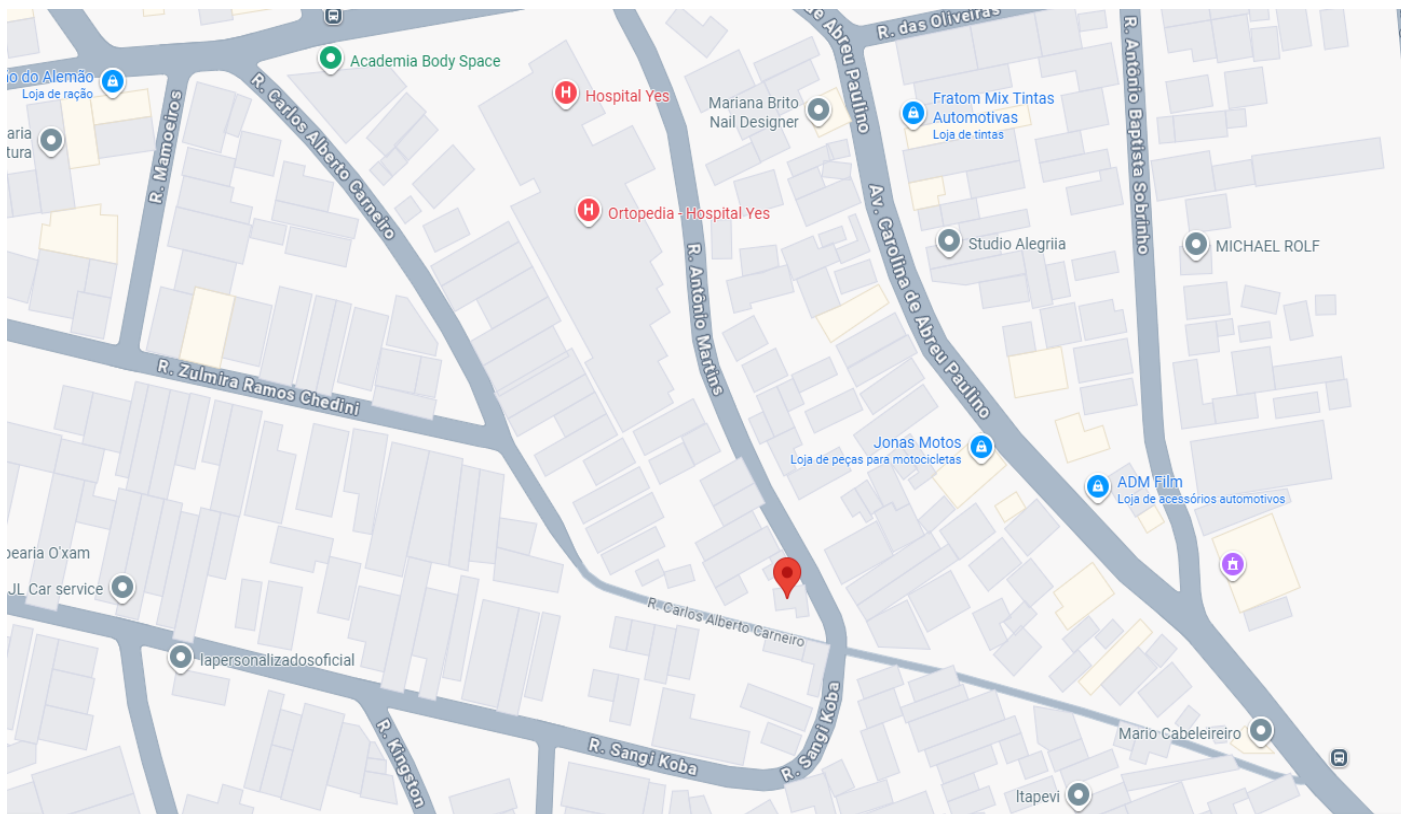 R. das Oliveiras
de Abreu Paulino
R. Antônio Baptista Sobrinho
Academia Body Space
o do Alemão
Loja de ração
R. Carlos Alberto Carneiro
R. Mamoeiros
Hospital Yes
Mariana Brito
Nail Designer
Fratom Mix Tintas
Automotivas
Loja de tintas
aria
tura
Ortopedia - Hospital Yes
Av. Carolina de Abreu Paulino
Studio Alegriia
MICHAEL ROLF
R. Antônio Martins
R. Zulmira Ramos Chedini
Jonas Motos
Loja de peças para motocicletas
ADM Film
Loja de acessórios automotivos
bearia O'xam
JL Car service
R. Carlos Alberto Carneiro
lapersonalizadosoficial
R. Kingston
R. Sangi Koba
R. Sangi Koba
Mario Cabeleireiro
Itapevi